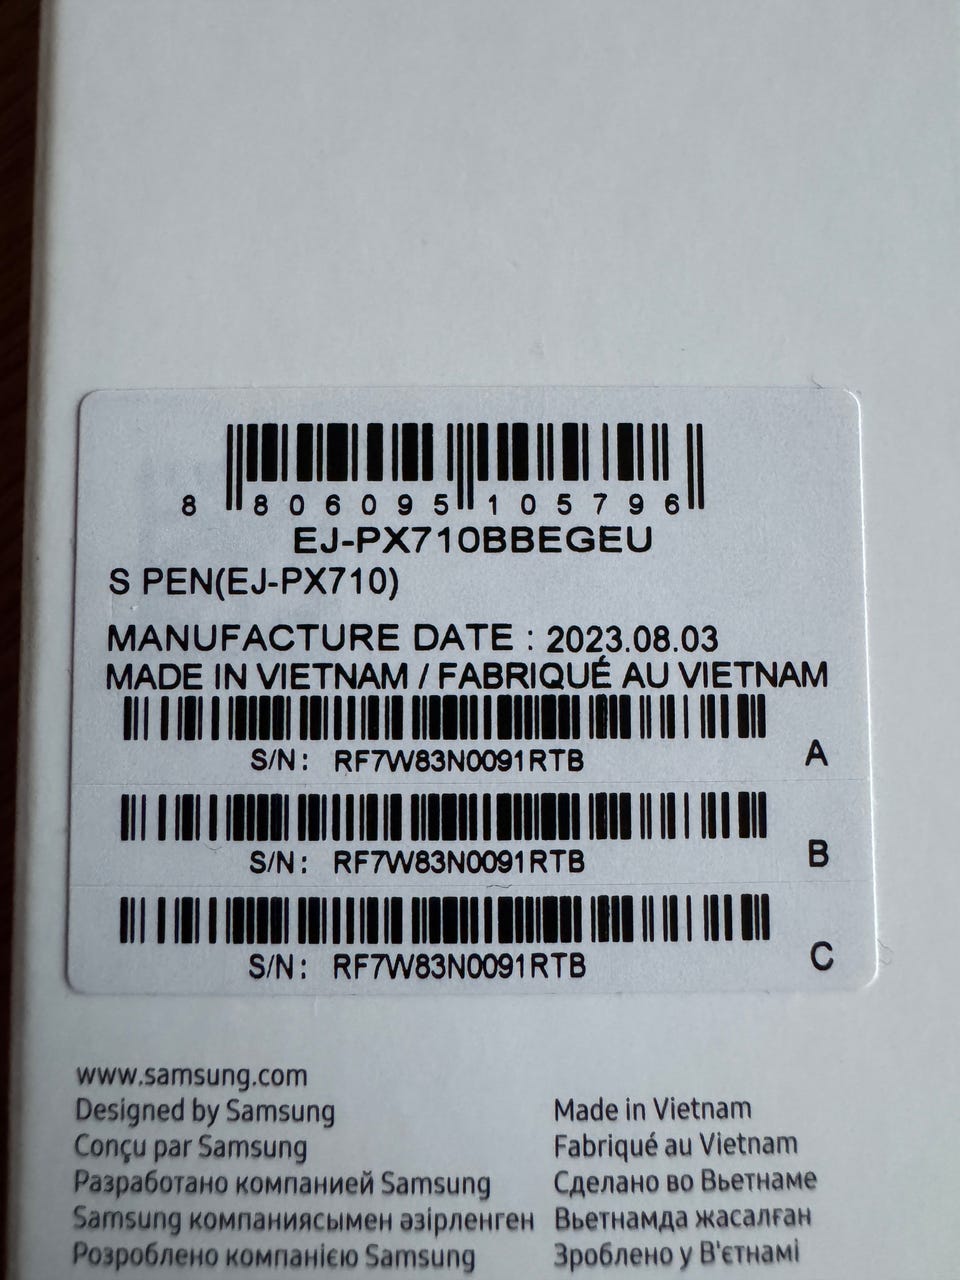 8 806095 105796
EJ-PX710BBEGEU
S PEN(EJ-PX710)
MANUFACTURE DATE : 2023.08.03
MADE IN VIETNAM / FABRIQUÉ AU VIETNAM
S/N: RF7W83N0091RTB A
S/N: RF7W83N0091RTB B
S/N: RF7W83N0091RTB C
www.samsung.com
Designed by Samsung
Conçu par Samsung
Разработано компанией Samsung
Samsung компаниясымен әзірленген
Розроблено компанією Samsung
Made in Vietnam
Fabriqué au Vietnam
Сделано во Вьетнаме
Вьетнамда жасалған
Зроблено у В'єтнамі